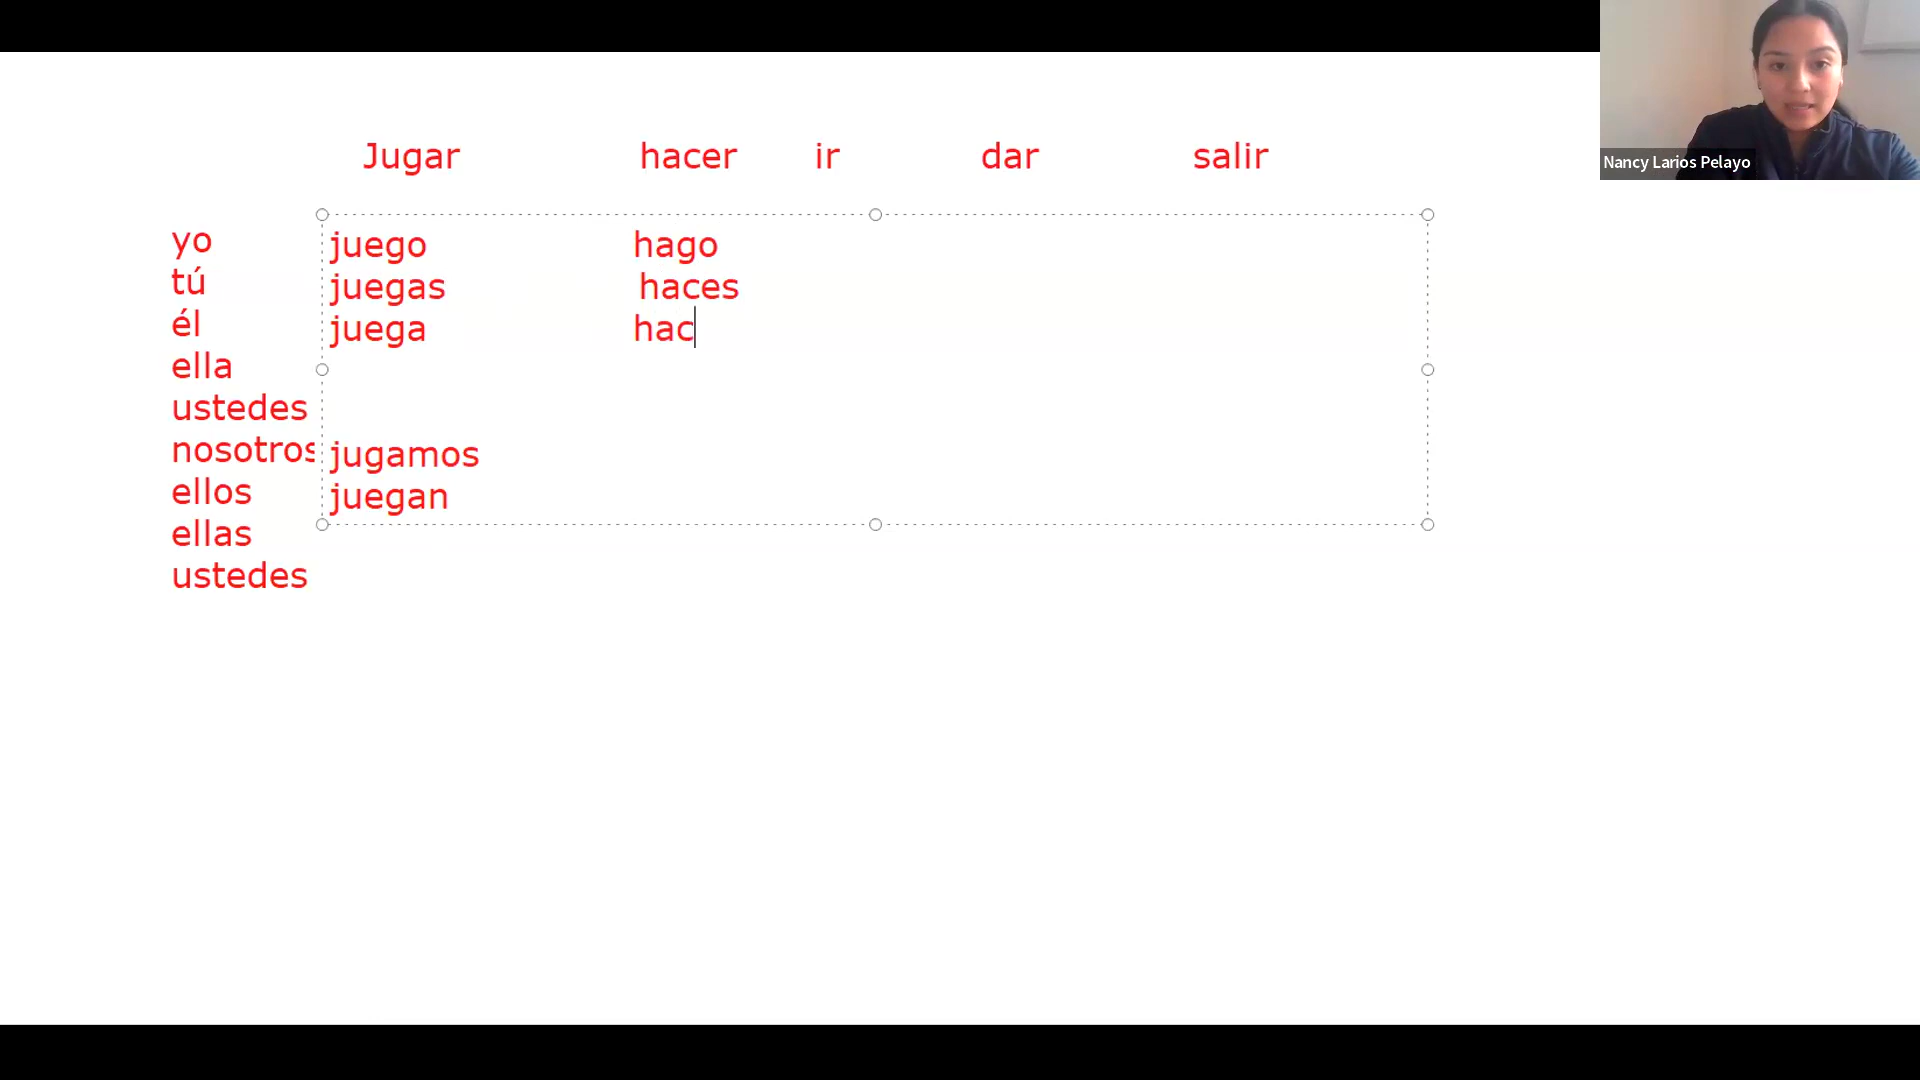 Nancy Larios Pelayo
Jugar hacer ir dar salir
yo juego hago
tú juegas haces
él juega hac
ella
ustedes
nosotros jugamos
ellos juegan
ellas
ustedes